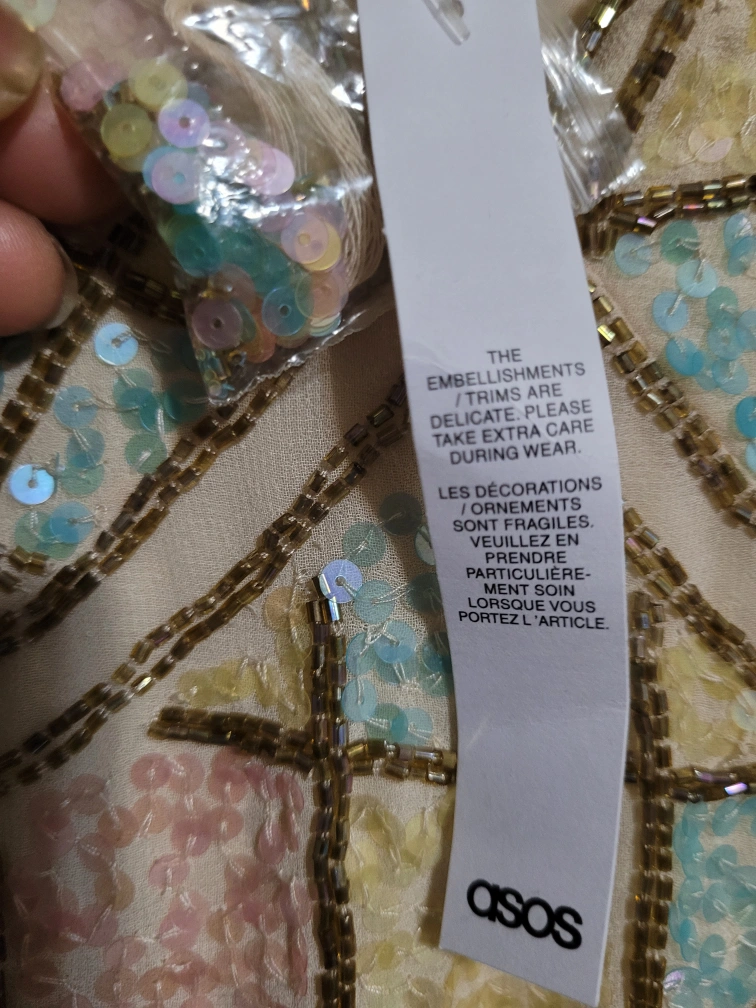 THE
EMBELLISHMENTS
/ TRIMS ARE
DELICATE. PLEASE
TAKE EXTRA CARE
DURING WEAR.
LES DÉCORATIONS
/ ORNEMENTS
SONT FRAGILES.
VEUILLEZ EN
PRENDRE
PARTICULIÈRE-
MENT SOIN
LORSQUE VOUS
PORTEZ L'ARTICLE.
asos